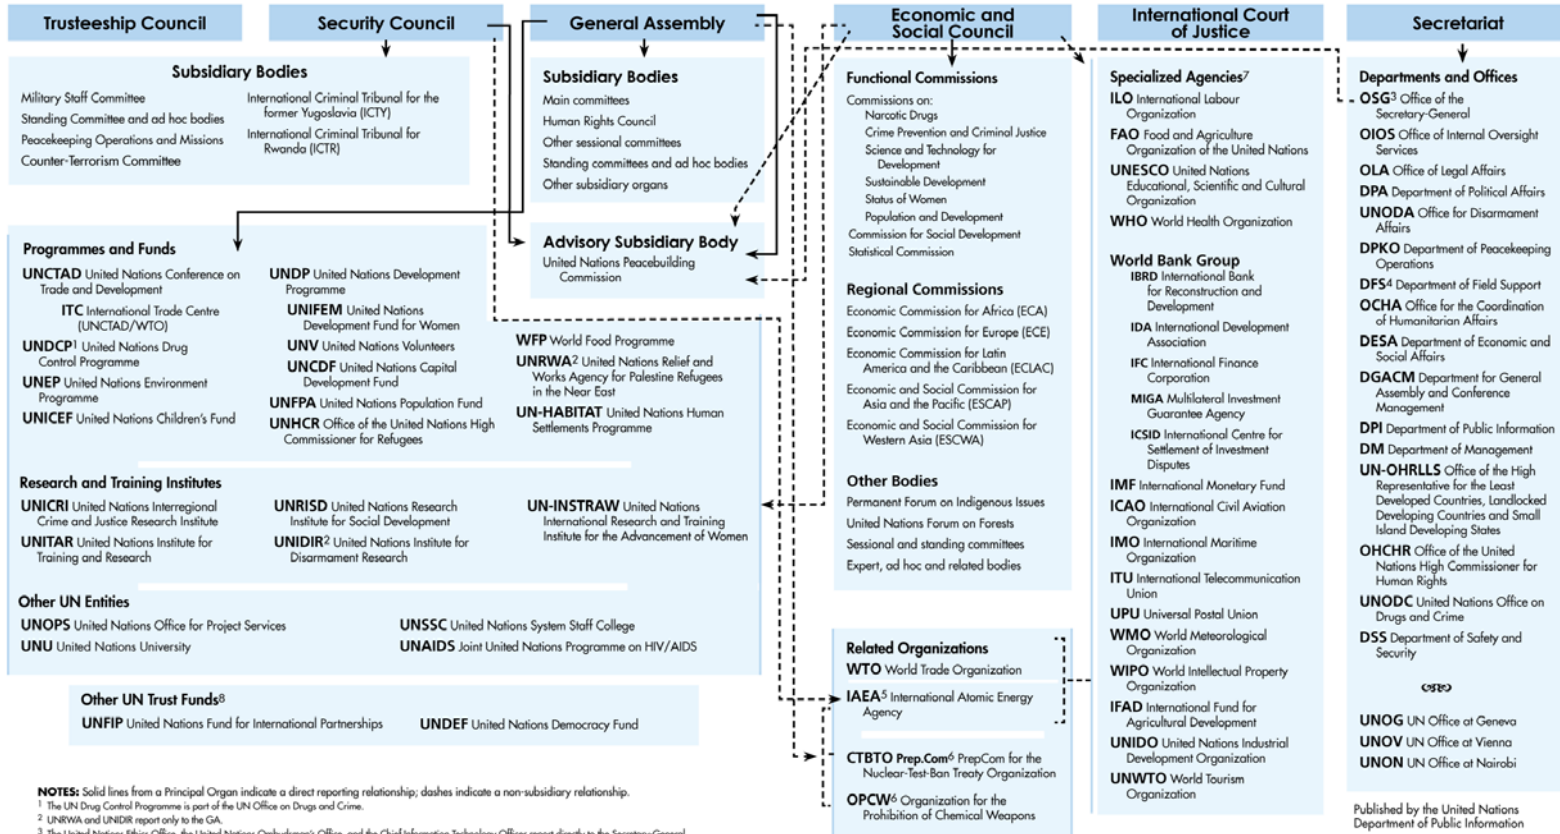 Trusteeship Council
Security Council
General Assembly
Economic and
Social Council
International Court
of Justice
Secretariat
Subsidiary Bodies
Military Staff Committee
Standing Committee and ad hoc bodies
Peacekeeping Operations and Missions
Counter-Terrorism Committee
International Criminal Tribunal for the
former Yugoslavia (ICTY)
International Criminal Tribunal for
Rwanda (ICTR)
Subsidiary Bodies
Main committees
Human Rights Council
Other sessional committees
Standing committees and ad hoc bodies
Other subsidiary organs
Advisory Subsidiary Body
United Nations Peacebuilding
Commission
Programmes and Funds
UNCTAD United Nations Conference on
Trade and Development
ITC International Trade Centre
(UNCTAD/WTO)
UNDCP1 United Nations Drug
Control Programme
UNEP United Nations Environment
Programme
UNICEF United Nations Children's Fund
UNDP United Nations Development
Programme
UNIFEM United Nations
Development Fund for Women
UNV United Nations Volunteers
UNCDF United Nations Capital
Development Fund
UNFPA United Nations Population Fund
UNHCR Office of the United Nations High
Commissioner for Refugees
WFP World Food Programme
UNRWA2 United Nations Relief and
Works Agency for Palestine Refugees
in the Near East
UN-HABITAT United Nations Human
Settlements Programme
Research and Training Institutes
UNICRI United Nations Interregional
Crime and Justice Research Institute
UNITAR United Nations Institute for
Training and Research
UNRISD United Nations Research
Institute for Social Development
UNIDIR2 United Nations Institute for
Disarmament Research
UN-INSTRAW United Nations
International Research and Training
Institute for the Advancement of Women
Other UN Entities
UNOPS United Nations Office for Project Services
UNU United Nations University
UNSSC United Nations System Staff College
UNAIDS Joint United Nations Programme on HIV/AIDS
Other UN Trust Funds8
UNFIP United Nations Fund for International Partnerships
UNDEF United Nations Democracy Fund
Functional Commissions
Commissions on:
Narcotic Drugs
Crime Prevention and Criminal Justice
Science and Technology for
Development
Sustainable Development
Status of Women
Population and Development
Commission for Social Development
Statistical Commission
Regional Commissions
Economic Commission for Africa (ECA)
Economic Commission for Europe (ECE)
Economic Commission for Latin
America and the Caribbean (ECLAC)
Economic and Social Commission for
Asia and the Pacific (ESCAP)
Economic and Social Commission for
Western Asia (ESCWA)
Other Bodies
Permanent Forum on Indigenous Issues
United Nations Forum on Forests
Sessional and standing committees
Expert, ad hoc and related bodies
Related Organizations
WTO World Trade Organization
IAEA5 International Atomic Energy
Agency
CTBTO Prep.Com6 PrepCom for the
Nuclear-Test-Ban Treaty Organization
OPCW6 Organization for the
Prohibition of Chemical Weapons
Specialized Agencies7
ILO International Labour
Organization
FAO Food and Agriculture
Organization of the United Nations
UNESCO United Nations
Educational, Scientific and Cultural
Organization
WHO World Health Organization
World Bank Group
IBRD International Bank
for Reconstruction and
Development
IDA International Development
Association
IFC International Finance
Corporation
MIGA Multilateral Investment
Guarantee Agency
ICSID International Centre for
Settlement of Investment
Disputes
IMF International Monetary Fund
ICAO International Civil Aviation
Organization
IMO International Maritime
Organization
ITU International Telecommunication
Union
UPU Universal Postal Union
WMO World Meteorological
Organization
WIPO World Intellectual Property
Organization
IFAD International Fund for
Agricultural Development
UNIDO United Nations Industrial
Development Organization
UNWTO World Tourism
Organization
Departments and Offices
OSG3 Office of the
Secretary-General
OIOS Office of Internal Oversight
Services
OLA Office of Legal Affairs
DPA Department of Political Affairs
UNODA Office for Disarmament
Affairs
DPKO Department of Peacekeeping
Operations
DFS4 Department of Field Support
OCHA Office for the Coordination
of Humanitarian Affairs
DESA Department of Economic and
Social Affairs
DGACM Department for General
Assembly and Conference
Management
DPI Department of Public Information
DM Department of Management
UN-OHRLLS Office of the High
Representative for the Least
Developed Countries, Landlocked
Developing Countries and Small
Island Developing States
OHCHR Office of the United
Nations High Commissioner for
Human Rights
UNODC United Nations Office on
Drugs and Crime
DSS Department of Safety and
Security
UNOG UN Office at Geneva
UNOV UN Office at Vienna
UNON UN Office at Nairobi
NOTES: Solid lines from a Principal Organ indicate a direct reporting relationship; dashes indicate a non-subsidiary relationship.
1 The UN Drug Control Programme is part of the UN Office on Drugs and Crime.
2 UNRWA and UNIDIR report only to the GA.
3 The United Nations Ethics Office, the United Nations Ombudsman's Office, and the Chief Information Technology Officer report directly to the Secretary-General.
Published by the United Nations
Department of Public Information